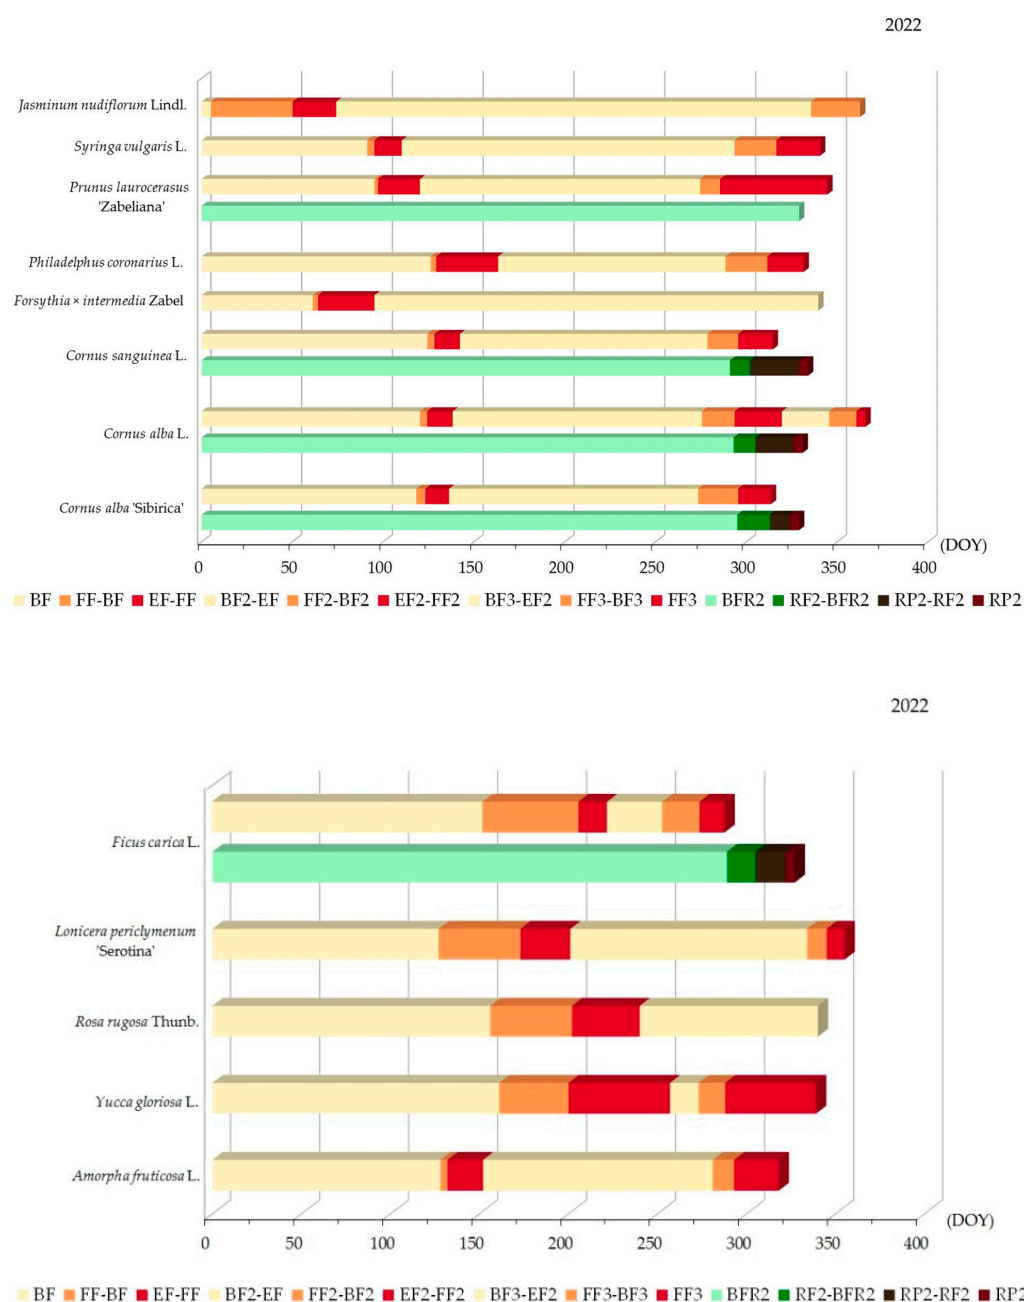 2022
Jasminum nudiflorum Lindl.
Syringa vulgaris L.
Prunus laurocerasus
'Zabeliana'
Philadelphus coronarius L.
Forsythia × intermedia Zabel
Cornus sanguinea L.
Cornus alba L.
Cornus alba 'Sibirica'
0 50 100 150 200 250 300 350 400 (DOY)
BF FF-BF EF-FF BF2-EF FF2-BF2 EF2-FF2 BF3-EF2 FF3-BF3 FF3 BFR2 RF2-BFR2 RP2-RF2 RP2
2022
Ficus carica L.
Lonicera periclymenum
'Serotina'
Rosa rugosa Thunb.
Yucca gloriosa L.
Amorpha fruticosa L.
0 50 100 150 200 250 300 350 400 (DOY)
BF FF-BF EF-FF BF2-EF FF2-BF2 EF2-FF2 BF3-EF2 FF3-BF3 FF3 BFR2 RF2-BFR2 RP2-RF2 RP2